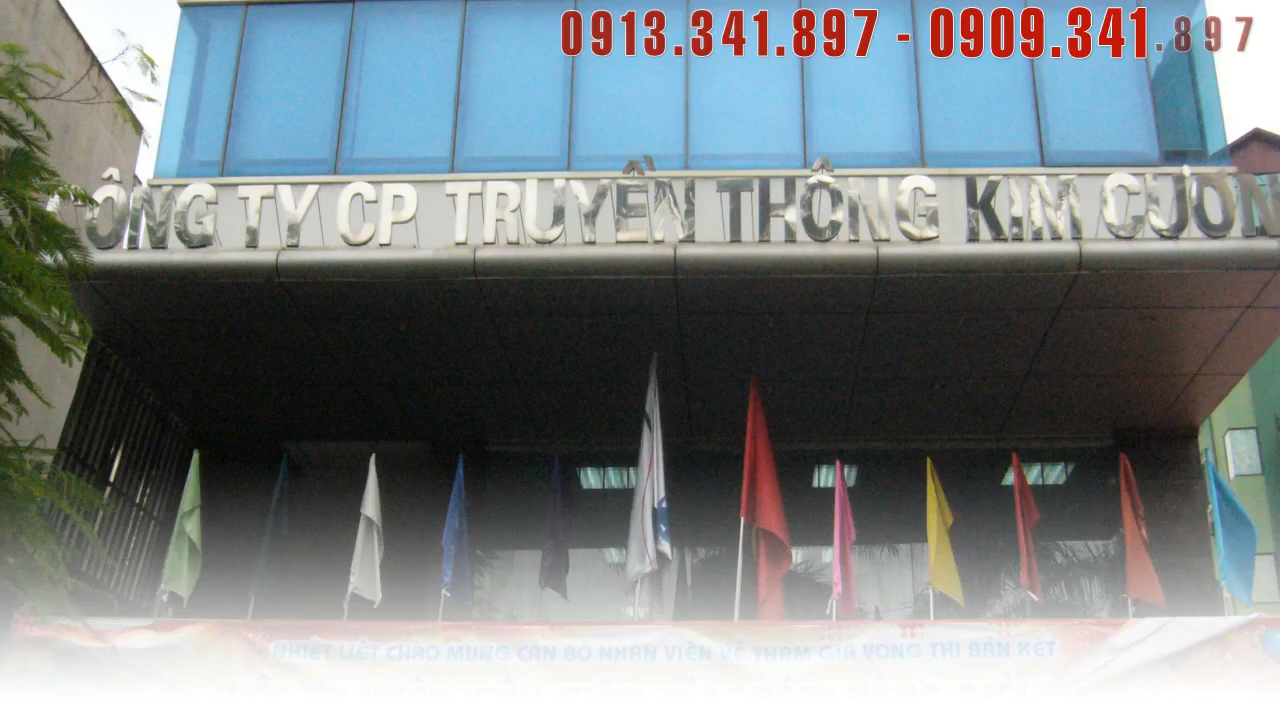 0913.341.897 - 0909.341.897
ÔNG TY CP TRUYỀN THÔNG KIM CƯƠN
NHIỆT LIỆT CHÀO MỪNG CÁN BỘ NHÂN VIÊN VỀ THAM GIA VÒNG THI BÁN KẾT